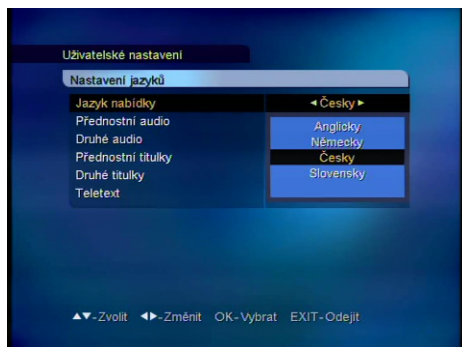 Uživatelské nastavení
Nastavení jazyků
Jazyk nabídky ◄Česky►
Přednostní audio
Anglicky
Druhé audio
Německy
Přednostní titulky
Česky
Druhé titulky
Slovensky
Teletext
▲▼-Zvolit ◄►-Změnit OK-Vybrat EXIT-Odejít